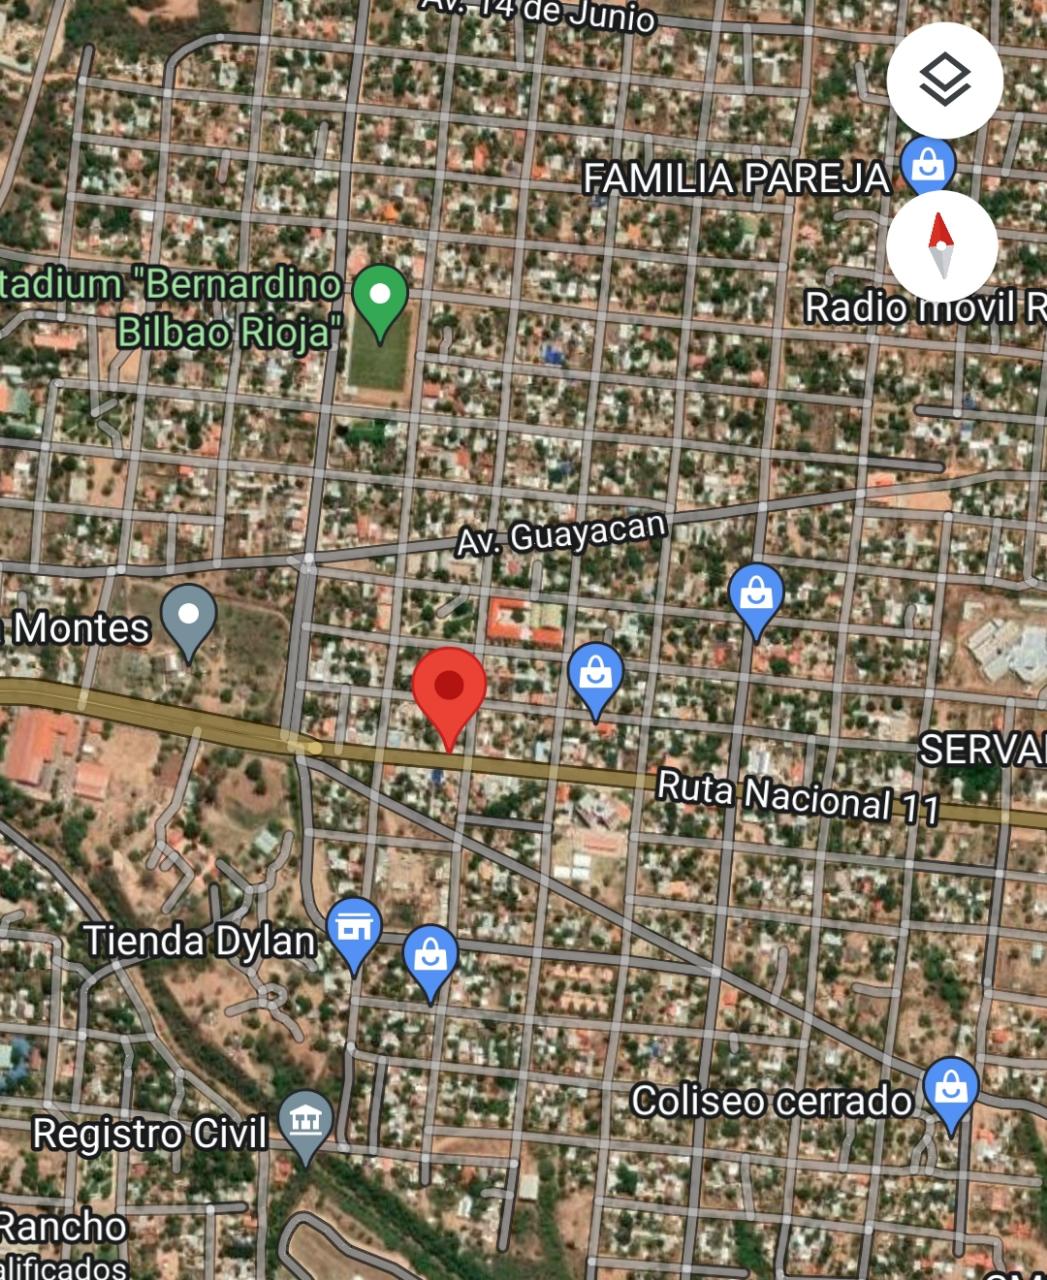 Av. 14 de Junio
FAMILIA PAREJA
tadium "Bernardino
Bilbao Rioja"
Radio movil R
Av. Guayacan
Montes
SERVA
Ruta Nacional 11
Tienda Dylan
Coliseo cerrado
Registro Civil
Rancho
alificados